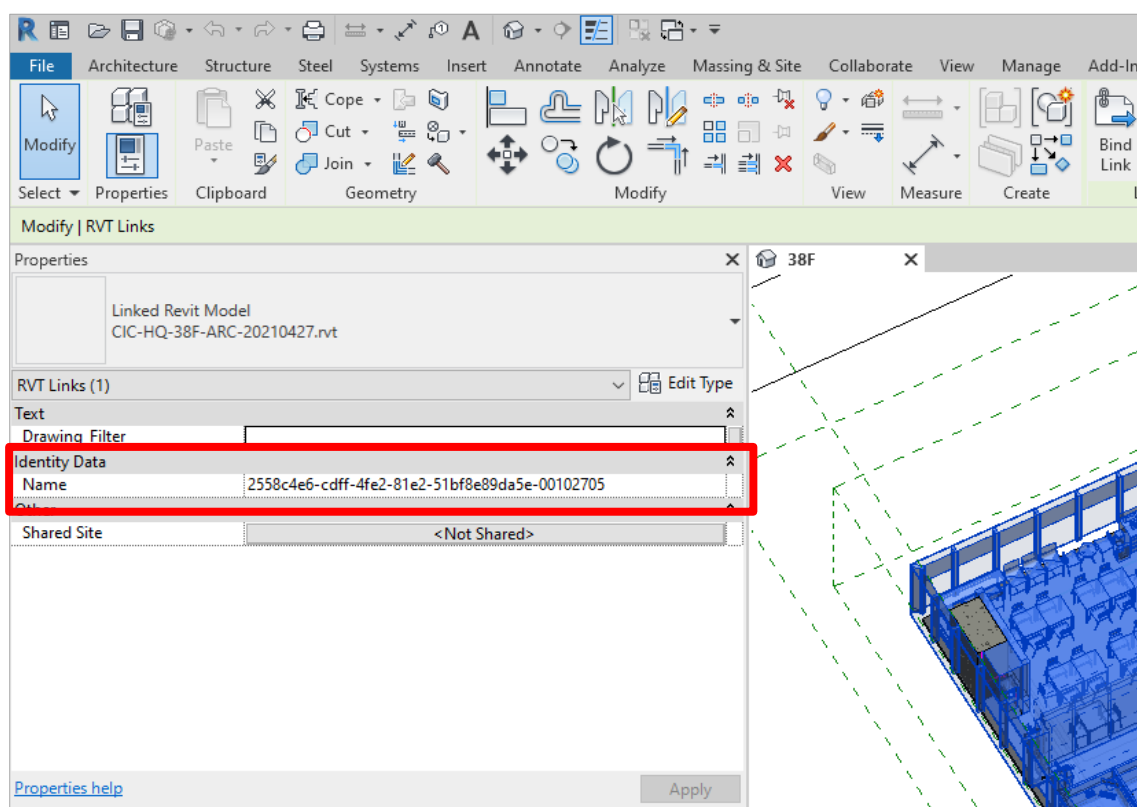 R
A
File Architecture Structure Steel Systems Insert Annotate Analyze Massing & Site Collaborate View Manage Add-In
Modify
Paste
Cope
Cut
Join
Bind
Link
Select Properties Clipboard Geometry Modify View Measure Create
Modify | RVT Links
Properties
38F
Linked Revit Model
CIC-HQ-38F-ARC-20210427.rvt
RVT Links (1)
Edit Type
Text
Drawing Filter
Identity Data
Name 2558c4e6-cdff-4fe2-81e2-51bf8e89da5e-00102705
Other
Shared Site <Not Shared>
Properties help
Apply